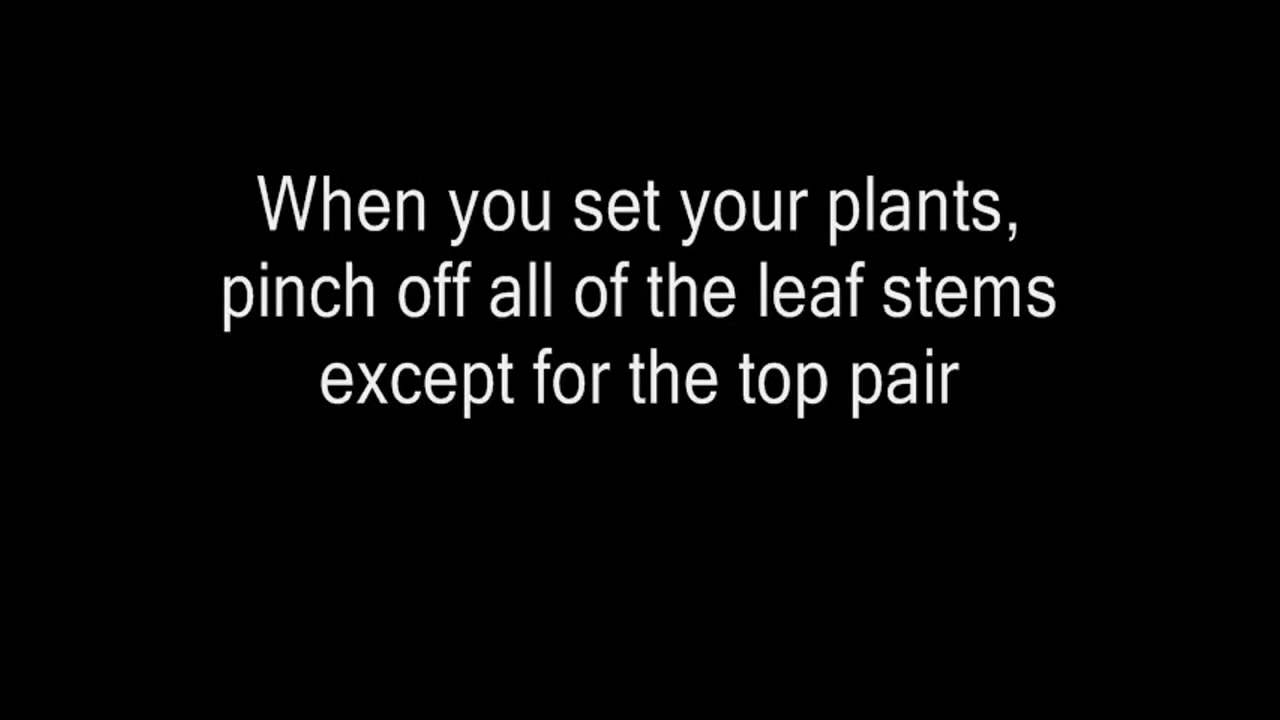 When you set your plants,
pinch off all of the leaf stems
except for the top pair